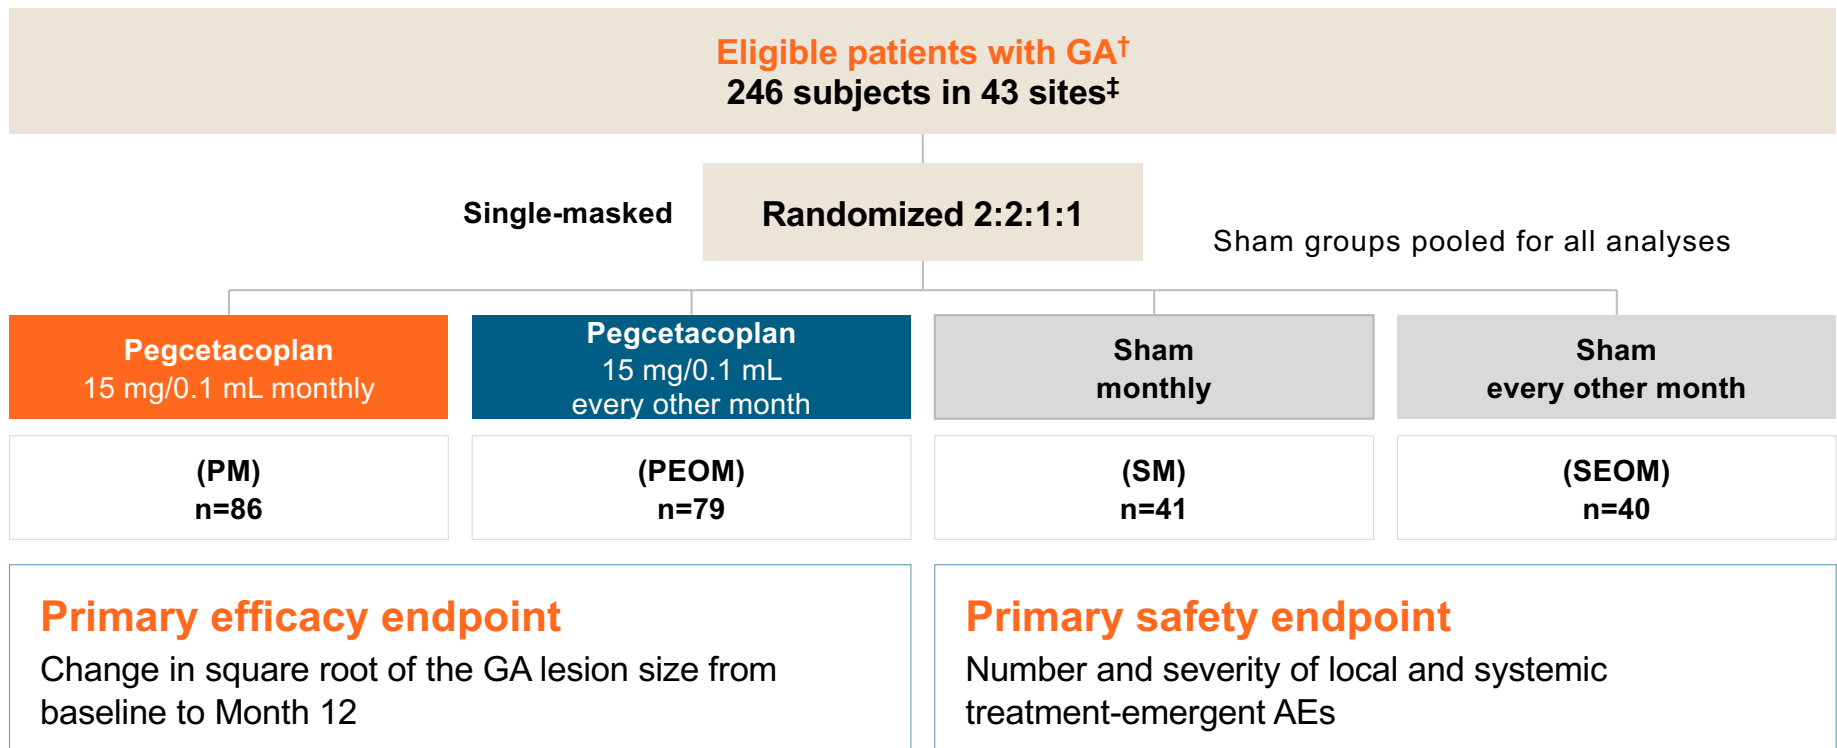 Eligible patients with GA†
246 subjects in 43 sites‡
Single-masked
Randomized 2:2:1:1
Sham groups pooled for all analyses
Pegcetacoplan
15 mg/0.1 mL monthly
Pegcetacoplan
15 mg/0.1 mL
every other month
Sham
monthly
Sham
every other month
(PM)
n=86
(PEOM)
n=79
(SM)
n=41
(SEOM)
n=40
Primary efficacy endpoint
Change in square root of the GA lesion size from
baseline to Month 12
Primary safety endpoint
Number and severity of local and systemic
treatment-emergent AEs